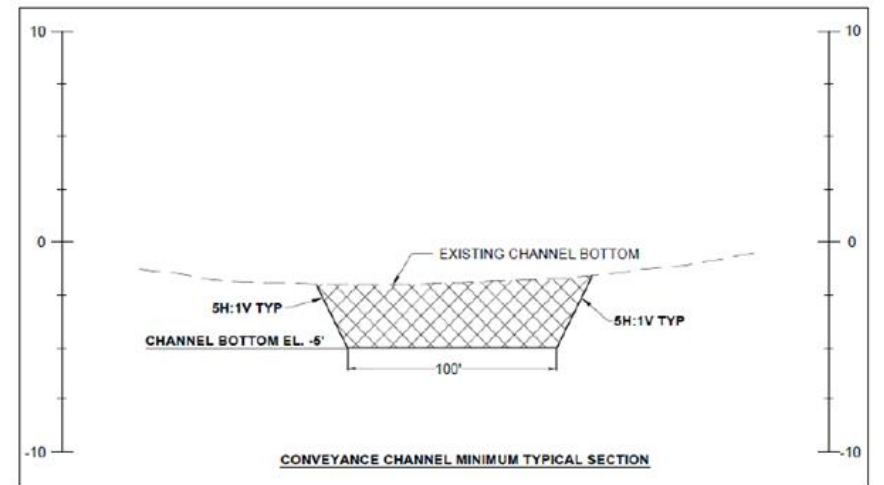 10
10
0
0
EXISTING CHANNEL BOTTOM
5H:1V TYP
5H:1V TYP
CHANNEL BOTTOM EL. -5'
100'
-10
-10
CONVEYANCE CHANNEL MINIMUM TYPICAL SECTION